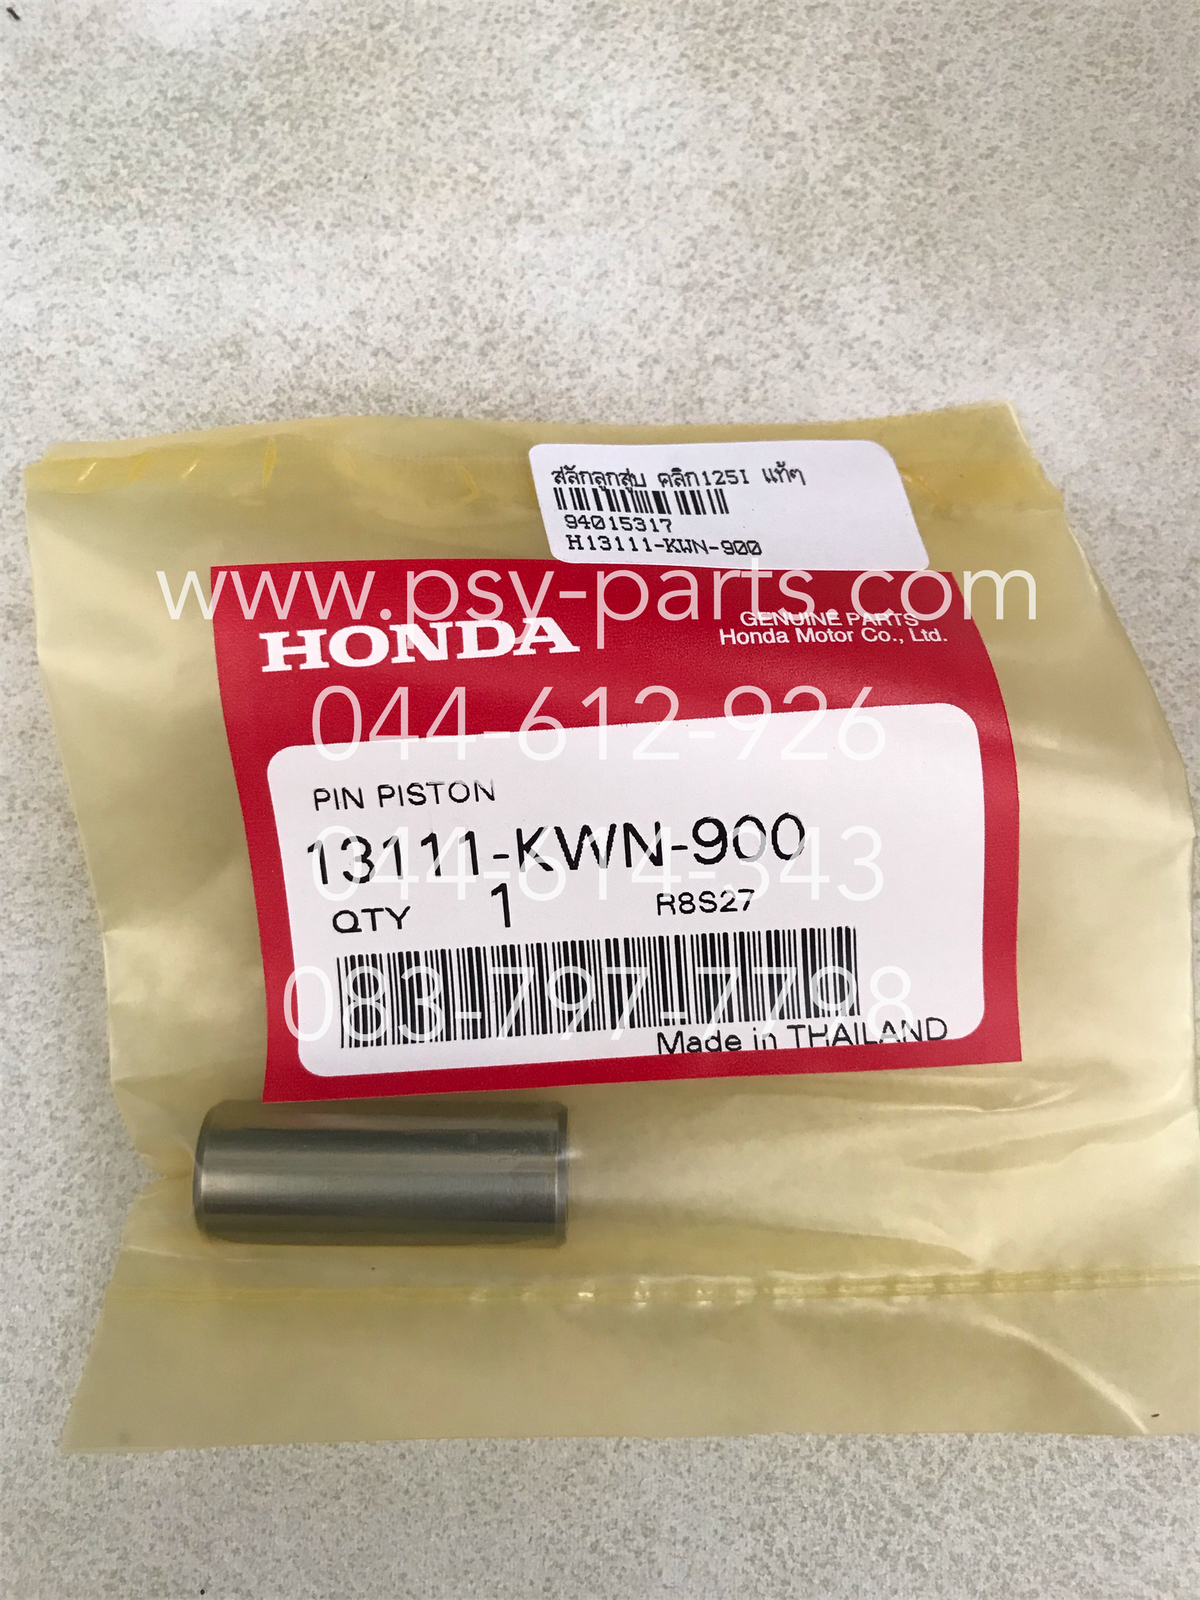 สลักลูกสูบ คลิก125I แท้ๆ
94015317
H13111-KWN-900
www.psy-parts.com
HONDA
GENUINE PARTS
Honda Motor Co., Ltd.
044-612-926
PIN PISTON
13111-KWN-900
044-614-343
QTY 1 R8S27
083-797-7798
Made in THAILAND